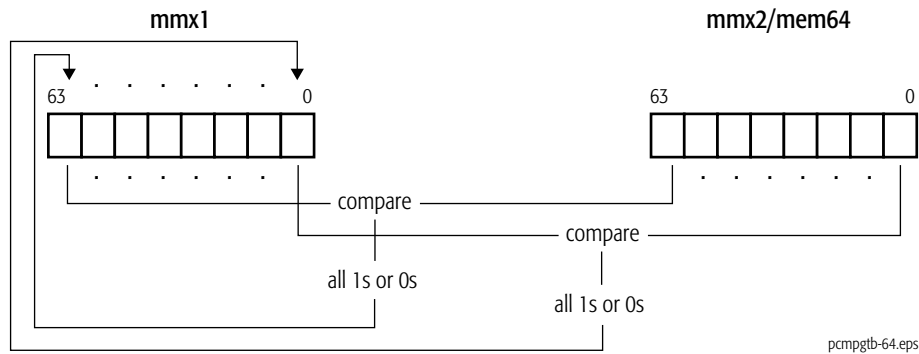 mmx1 mmx2/mem64
. . . . . .
63 0 63 0
. . . . . . . . . . . .
compare
compare
all 1s or 0s
all 1s or 0s
pcmpgtb-64.eps